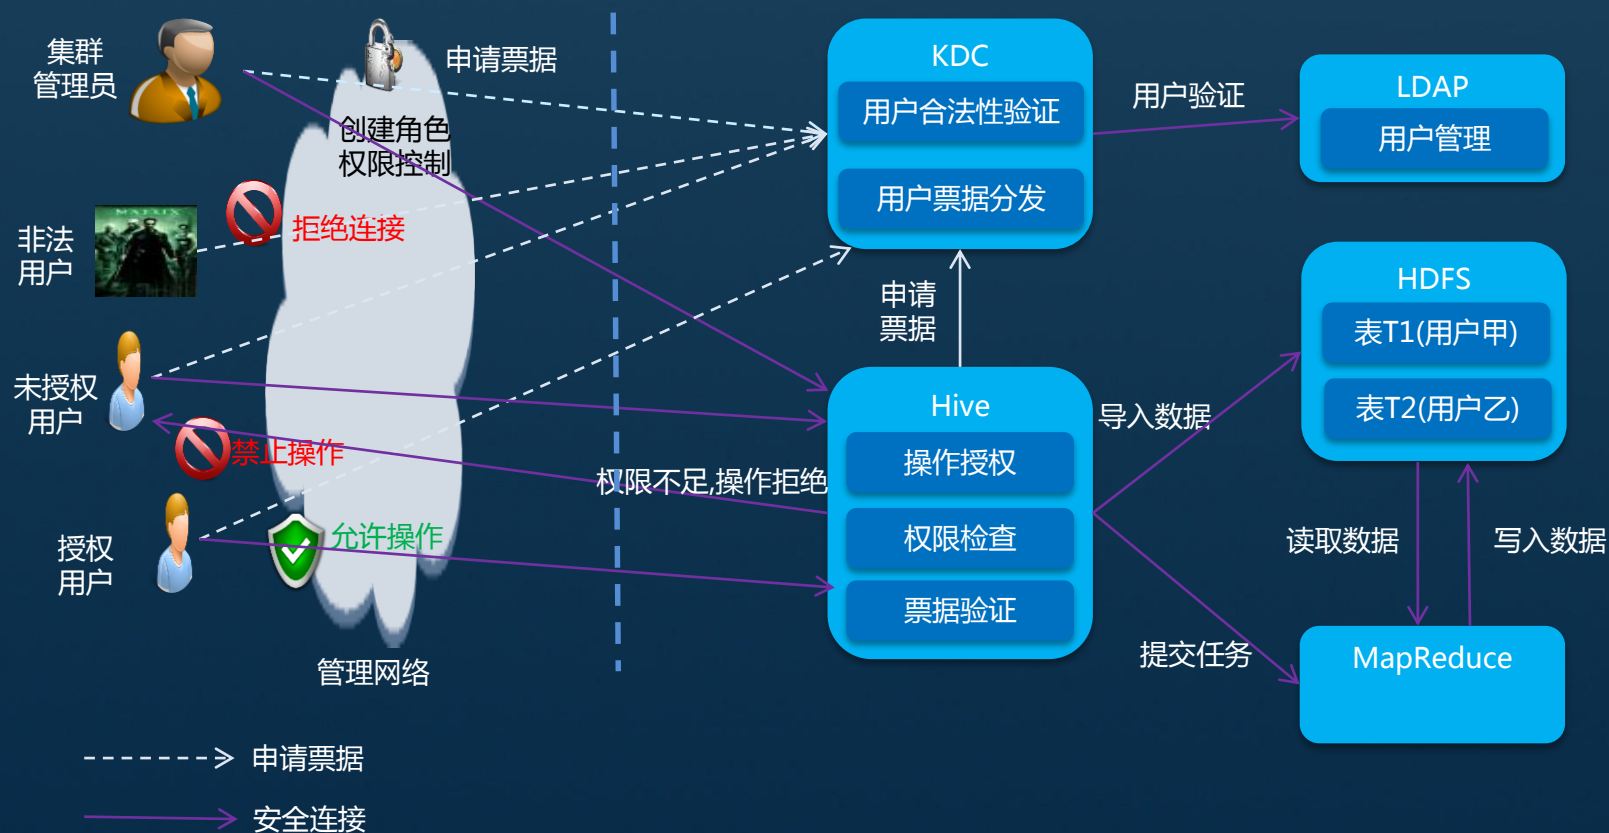 集群
管理员
申请票据
创建角色
权限控制
非法
用户
MATRIX
拒绝连接
未授权
用户
禁止操作
权限不足,操作拒绝
授权
用户
允许操作
管理网络
KDC
用户合法性验证
用户票据分发
用户验证
LDAP
用户管理
申请
票据
Hive
操作授权
权限检查
票据验证
导入数据
提交任务
HDFS
表T1(用户甲)
表T2(用户乙)
读取数据
写入数据
MapReduce
申请票据
安全连接